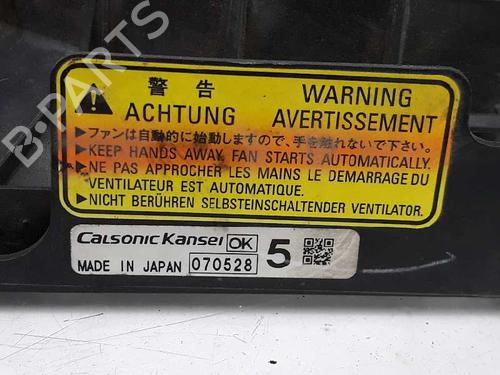 警告 WARNING
ACHTUNG AVERTISSEMENT
▶ファンは自動的に始動しますので、手を触れないで下さい。
▶KEEP HANDS AWAY, FAN STARTS AUTOMATICALLY.
▶NE PAS APPROCHER LES MAINS LE DEMARRAGE DU
VENTILATEUR EST AUTOMATIQUE.
▶NICHT BERÜHREN SELBSTEINSCHALTENDER VENTILATOR.
Calsonic Kansei OK 5
MADE IN JAPAN 070528
B-PARTS